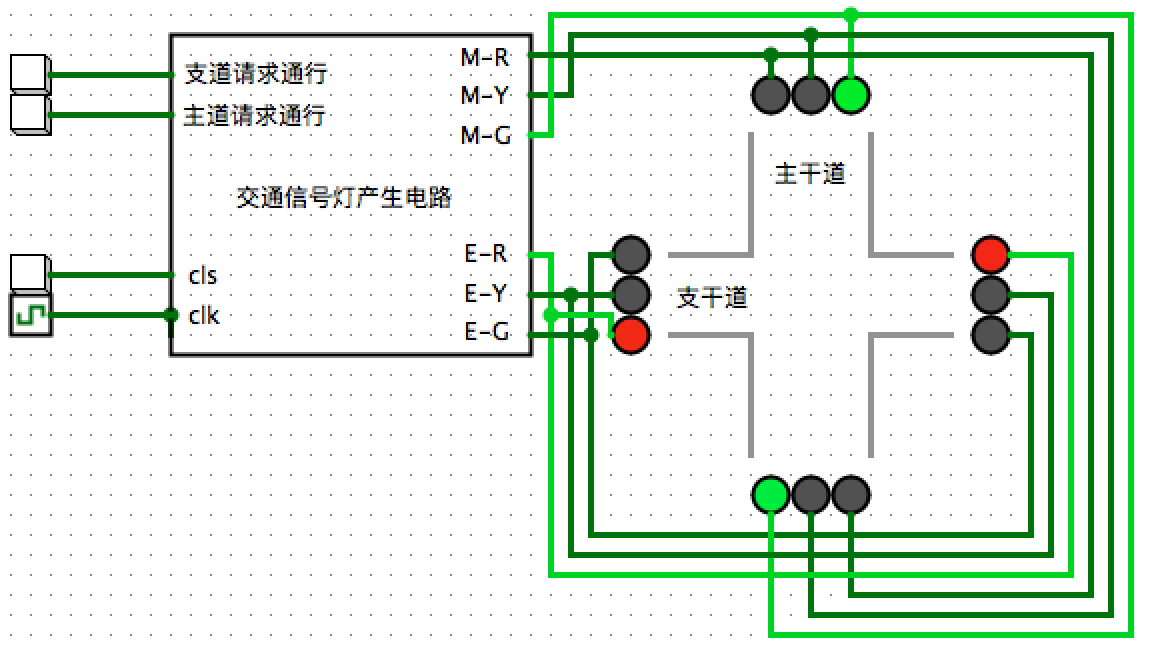 支道请求通行
主道请求通行
交通信号灯产生电路
cls
clk
M-R
M-Y
M-G
E-R
E-Y
E-G
主干道
支干道